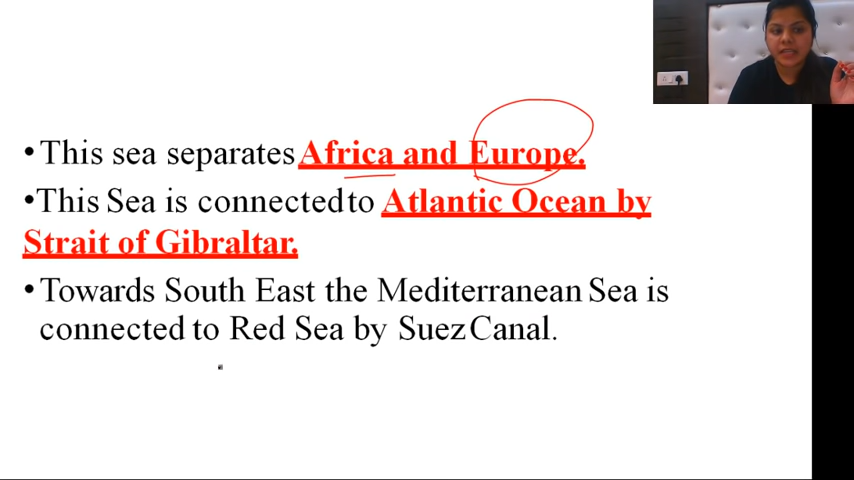 •This sea separates Africa and Europe.
•This Sea is connected to Atlantic Ocean by
Strait of Gibraltar.
•Towards South East the Mediterranean Sea is
connected to Red Sea by Suez Canal.